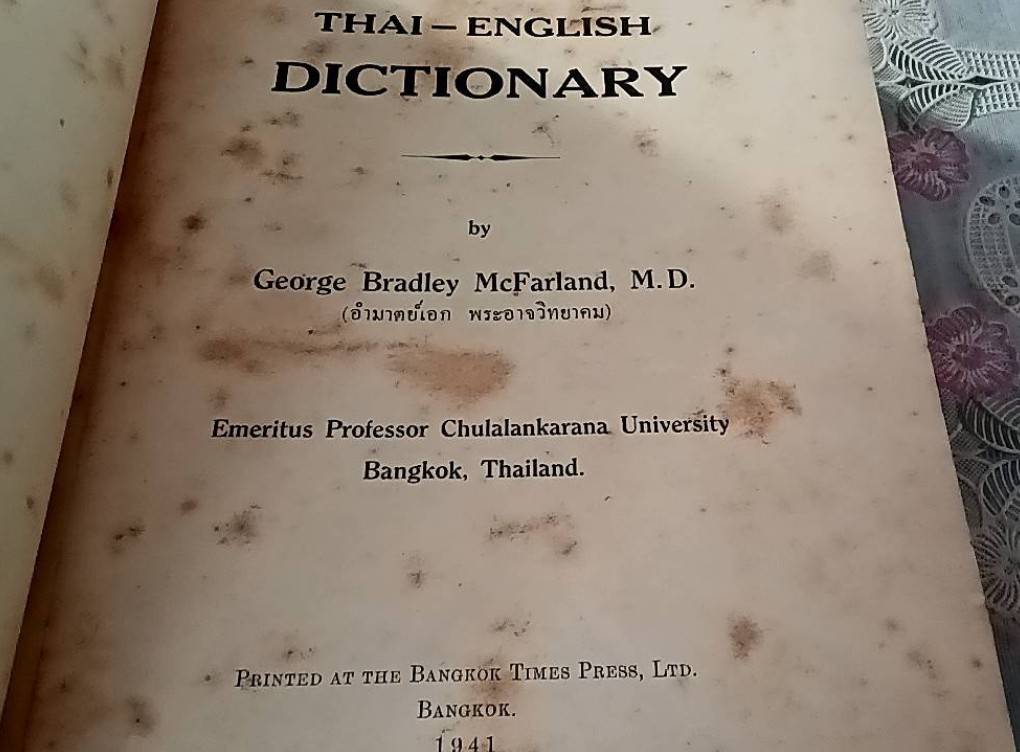 THAI – ENGLISH
DICTIONARY
by
George Bradley McFarland, M.D.
(อำมาตย์เอก พระอาจวิทยาคม)
Emeritus Professor Chulalankarana University
Bangkok, Thailand.
PRINTED AT THE BANGKOK TIMES PRESS, LTD.
BANGKOK.
1941